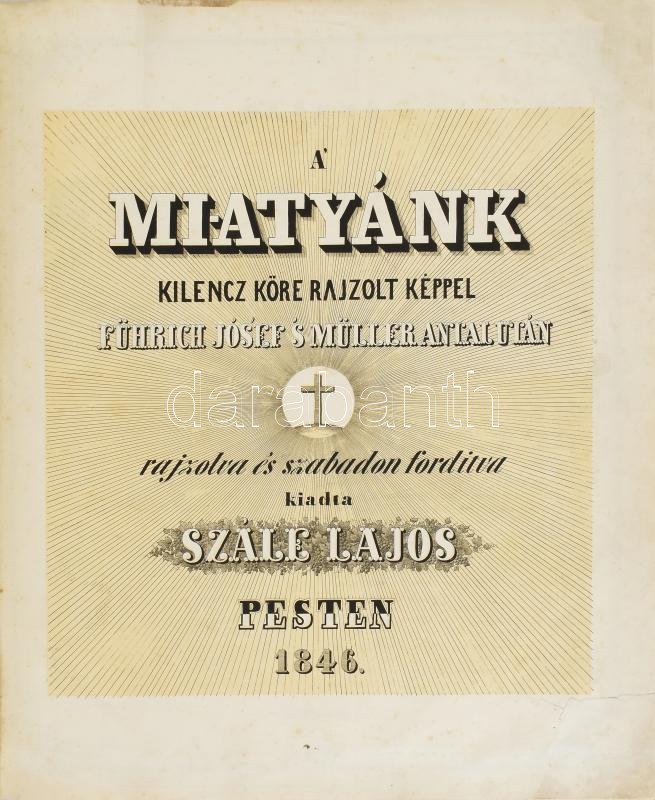 A'
MI-ATYÁNK
KILENCZ KŐRE RAJZOLT KÉPPEL
FÜHRICH JÓSEF 'S MÜLLER ANTAL UTÁN
darabanth
rajzolva és szabadon fordítva
kiadta
SZÁLE LAJOS
PESTEN
1846.